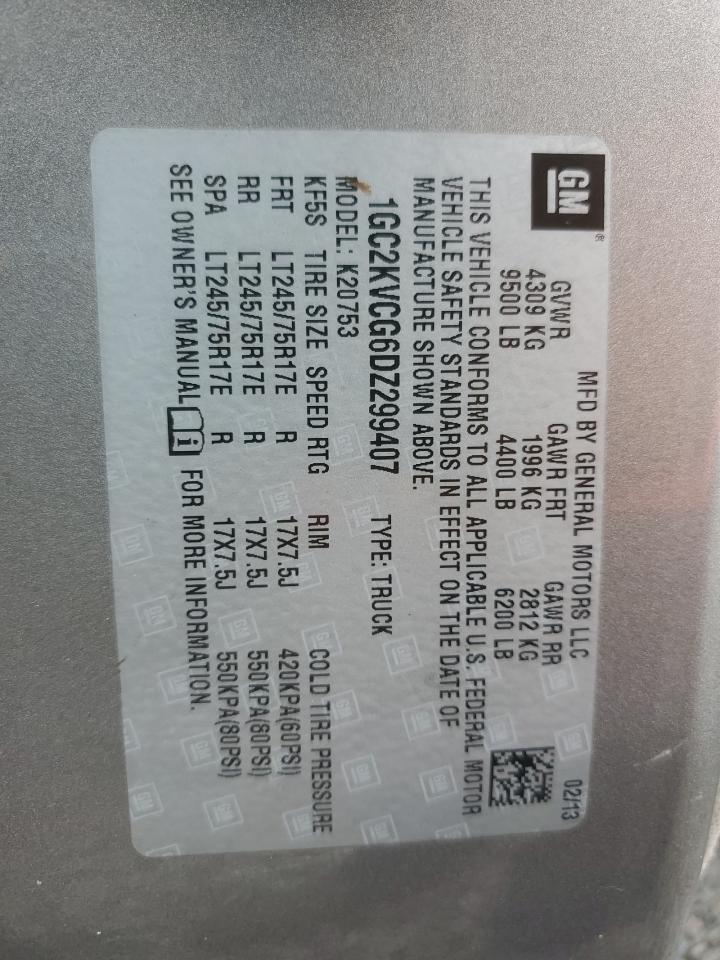 GM ®
MFD BY GENERAL MOTORS LLC 02/13
GVWR GAWR FRT GAWR RR
4309 KG 1996 KG 2812 KG
9500 LB 4400 LB 6200 LB
THIS VEHICLE CONFORMS TO ALL APPLICABLE U.S. FEDERAL MOTOR
VEHICLE SAFETY STANDARDS IN EFFECT ON THE DATE OF
MANUFACTURE SHOWN ABOVE.
1GC2KVCG6DZ299407 TYPE: TRUCK
MODEL: K20753
KF5S TIRE SIZE SPEED RTG RIM COLD TIRE PRESSURE
FRT LT245/75R17E R 17X7.5J 420KPA(60PSI)
RR LT245/75R17E R 17X7.5J 550KPA(80PSI)
SPA LT245/75R17E R 17X7.5J 550KPA(80PSI)
SEE OWNER'S MANUAL i FOR MORE INFORMATION.